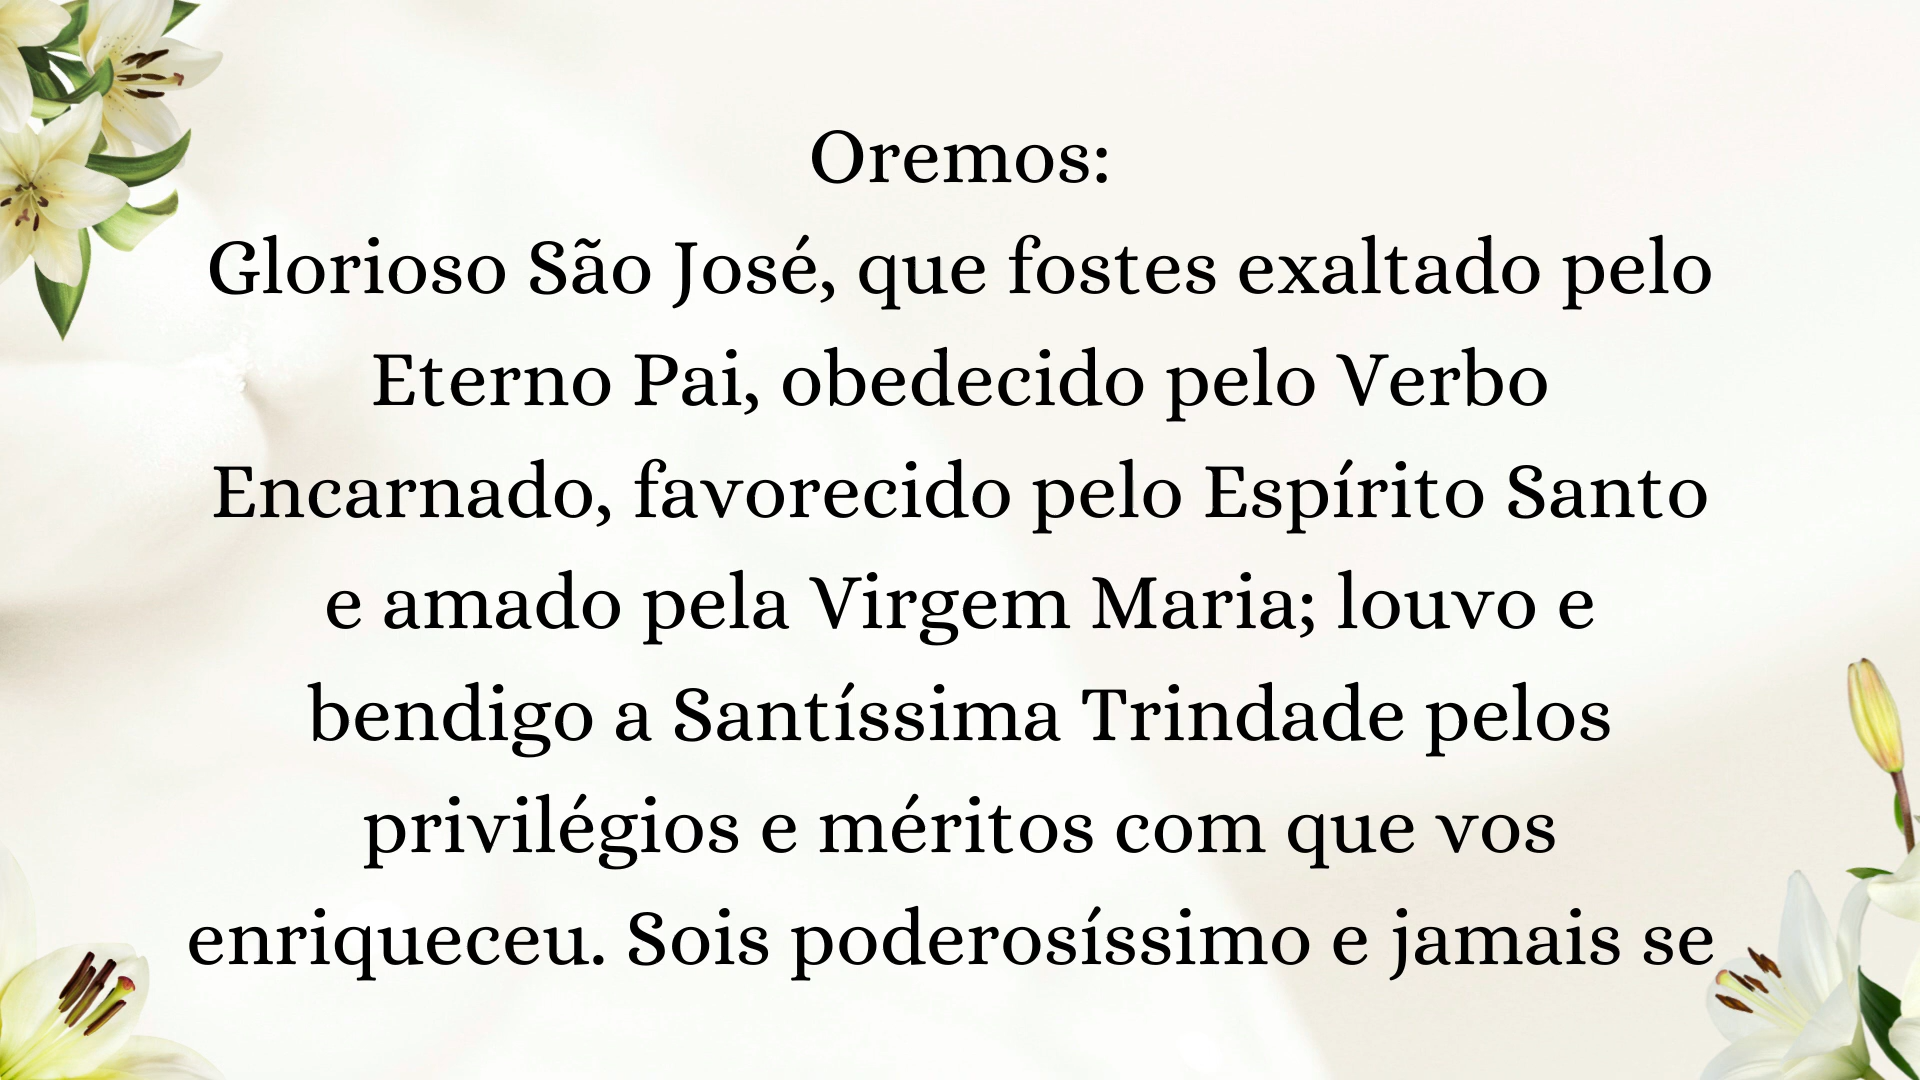 Oremos:
Glorioso São José, que fostes exaltado pelo
Eterno Pai, obedecido pelo Verbo
Encarnado, favorecido pelo Espírito Santo
e amado pela Virgem Maria; louvo e
bendigo a Santíssima Trindade pelos
privilégios e méritos com que vos
enriqueceu. Sois poderosíssimo e jamais se